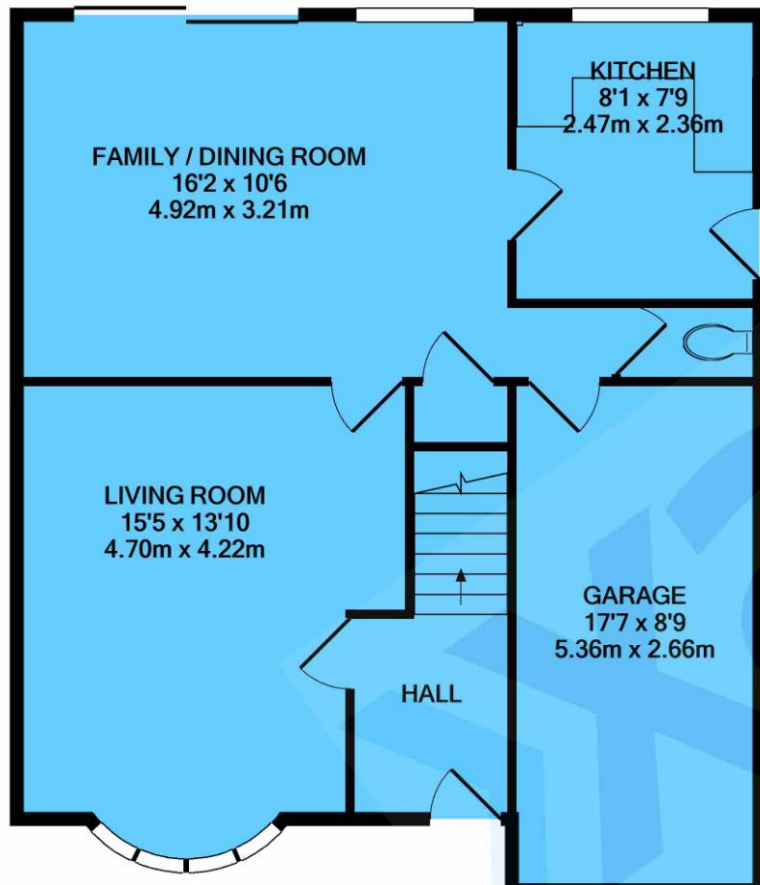 KITCHEN
8'1 x 7'9
2.47m x 2.36m
FAMILY / DINING ROOM
16'2 x 10'6
4.92m x 3.21m
LIVING ROOM
15'5 x 13'10
4.70m x 4.22m
GARAGE
17'7 x 8'9
5.36m x 2.66m
HALL